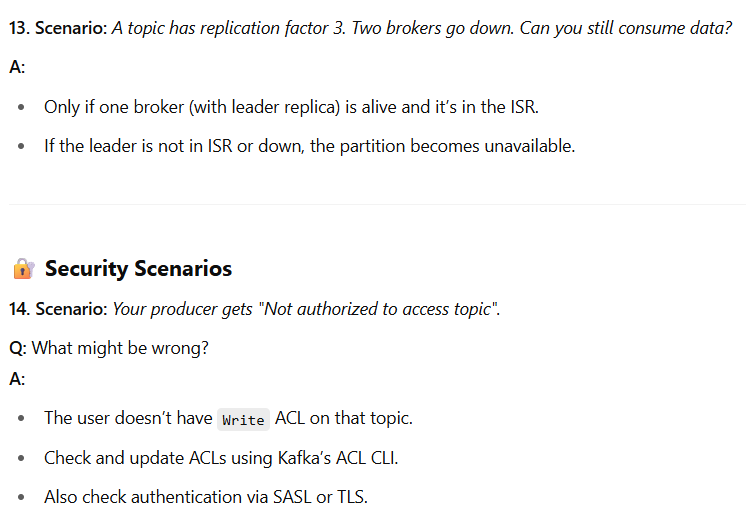 13. Scenario: A topic has replication factor 3. Two brokers go down. Can you still consume data?
A:
• Only if one broker (with leader replica) is alive and it’s in the ISR.
• If the leader is not in ISR or down, the partition becomes unavailable.
🔐 Security Scenarios
14. Scenario: Your producer gets "Not authorized to access topic".
Q: What might be wrong?
A:
• The user doesn’t have Write ACL on that topic.
• Check and update ACLs using Kafka’s ACL CLI.
• Also check authentication via SASL or TLS.